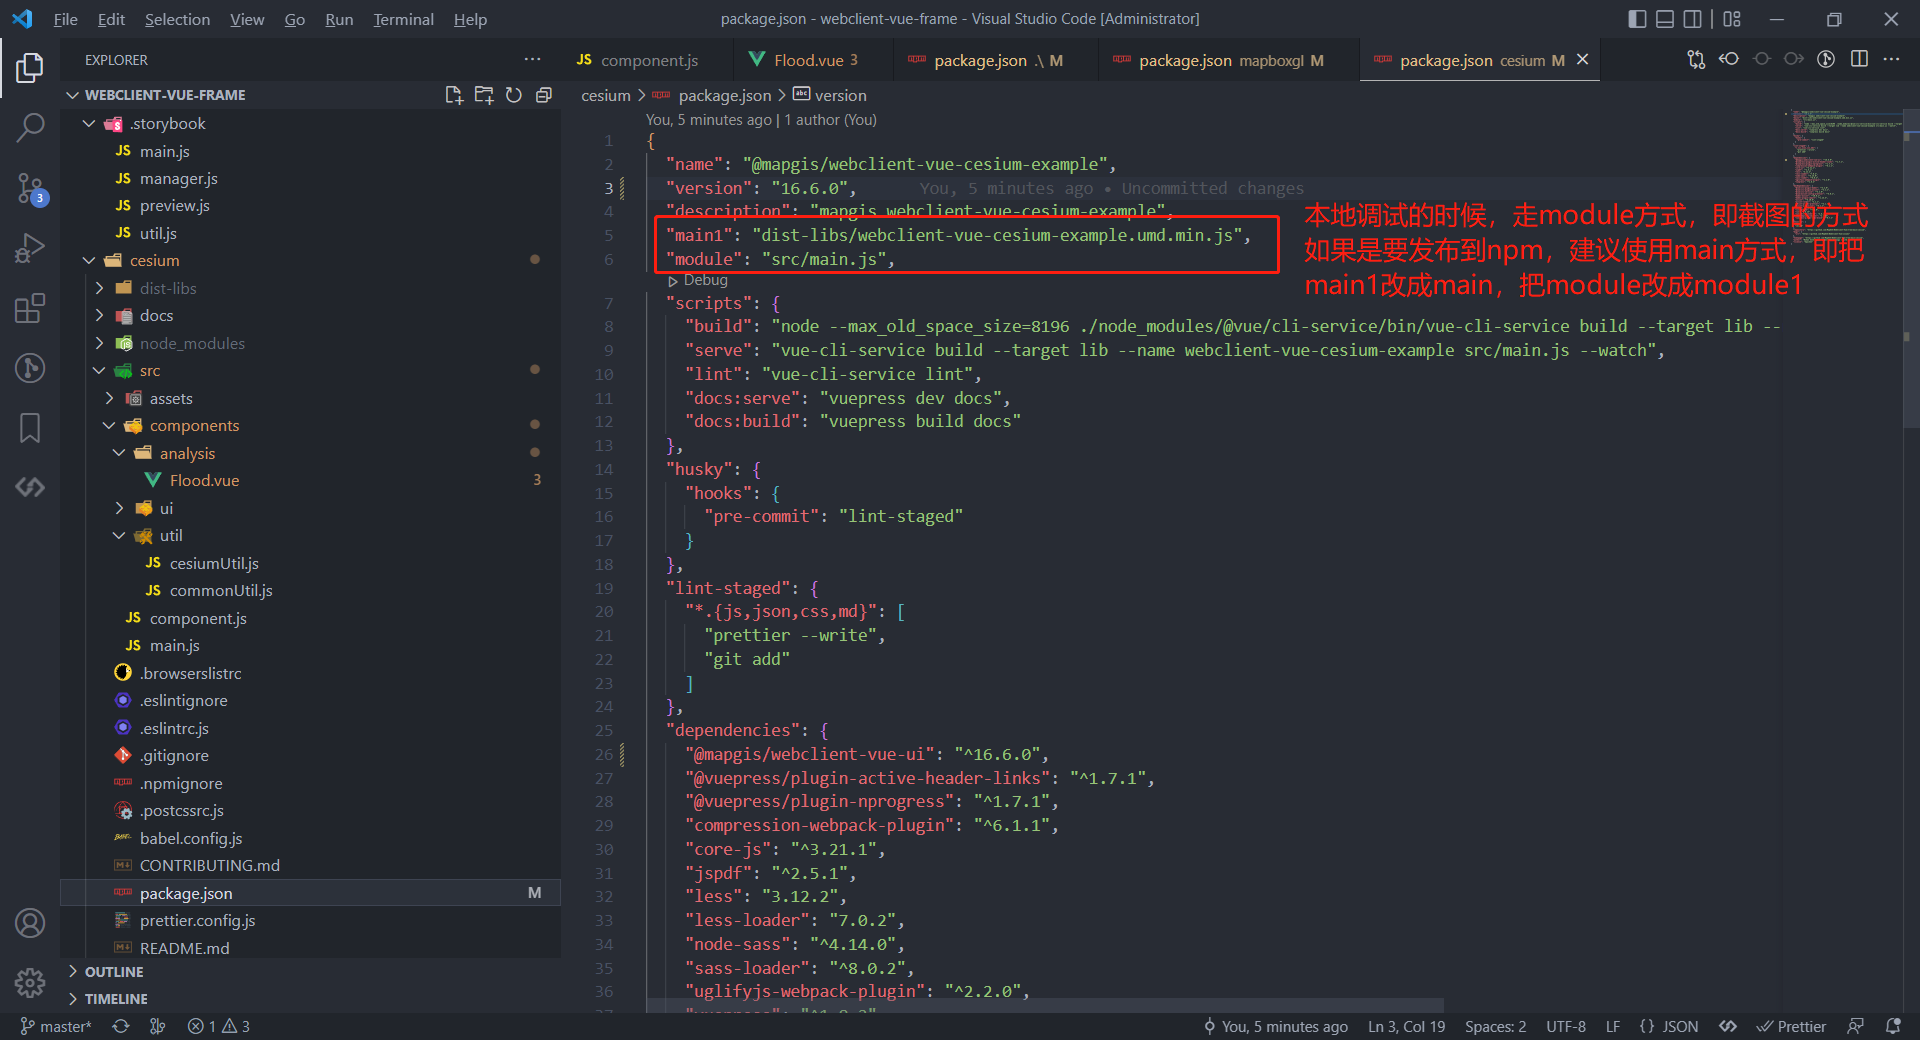 File Edit Selection View Go Run Terminal Help
package.json - webclient-vue-frame - Visual Studio Code [Administrator]
EXPLORER
WEBCLIENT-VUE-FRAME
.storybook
JS main.js
JS manager.js
JS preview.js
JS util.js
cesium
dist-libs
docs
node_modules
src
assets
components
analysis
Flood.vue 3
ui
util
JS cesiumUtil.js
JS commonUtil.js
JS component.js
JS main.js
.browserslistrc
.eslintignore
.eslintrc.js
.gitignore
.npmignore
.postcssrc.js
babel.config.js
CONTRIBUTING.md
package.json M
prettier.config.js
README.md
OUTLINE
TIMELINE
3
JS component.js
Flood.vue 3
package.json .\ M
package.json mapboxgl M
package.json cesium M
cesium > package.json > abc version
You, 5 minutes ago | 1 author (You)
1 {
2 "name": "@mapgis/webclient-vue-cesium-example",
3 "version": "16.6.0", You, 5 minutes ago • Uncommitted changes
4 "description": "mapgis webclient-vue-cesium-example",
5 "main1": "dist-libs/webclient-vue-cesium-example.umd.min.js",
6 "module": "src/main.js",
Debug
7 "scripts": {
8 "build": "node --max_old_space_size=8196 ./node_modules/@vue/cli-service/bin/vue-cli-service build --target lib --
9 "serve": "vue-cli-service build --target lib --name webclient-vue-cesium-example src/main.js --watch",
10 "lint": "vue-cli-service lint",
11 "docs:serve": "vuepress dev docs",
12 "docs:build": "vuepress build docs"
13 },
14 "husky": {
15 "hooks": {
16 "pre-commit": "lint-staged"
17 }
18 },
19 "lint-staged": {
20 "*.{js,json,css,md}": [
21 "prettier --write",
22 "git add"
23 ]
24 },
25 "dependencies": {
26 "@mapgis/webclient-vue-ui": "^16.6.0",
27 "@vuepress/plugin-active-header-links": "^1.7.1",
28 "@vuepress/plugin-nprogress": "^1.7.1",
29 "compression-webpack-plugin": "^6.1.1",
30 "core-js": "^3.21.1",
31 "jspdf": "^2.5.1",
32 "less": "3.12.2",
33 "less-loader": "7.0.2",
34 "node-sass": "^4.14.0",
35 "sass-loader": "^8.0.2",
36 "uglifyjs-webpack-plugin": "^2.2.0",
本地调试的时候，走module方式，即截图的方式
如果是要发布到npm，建议使用main方式，即把
main1改成main，把module改成module1
master* 1 3
You, 5 minutes ago Ln 3, Col 19 Spaces: 2 UTF-8 LF {} JSON Prettier